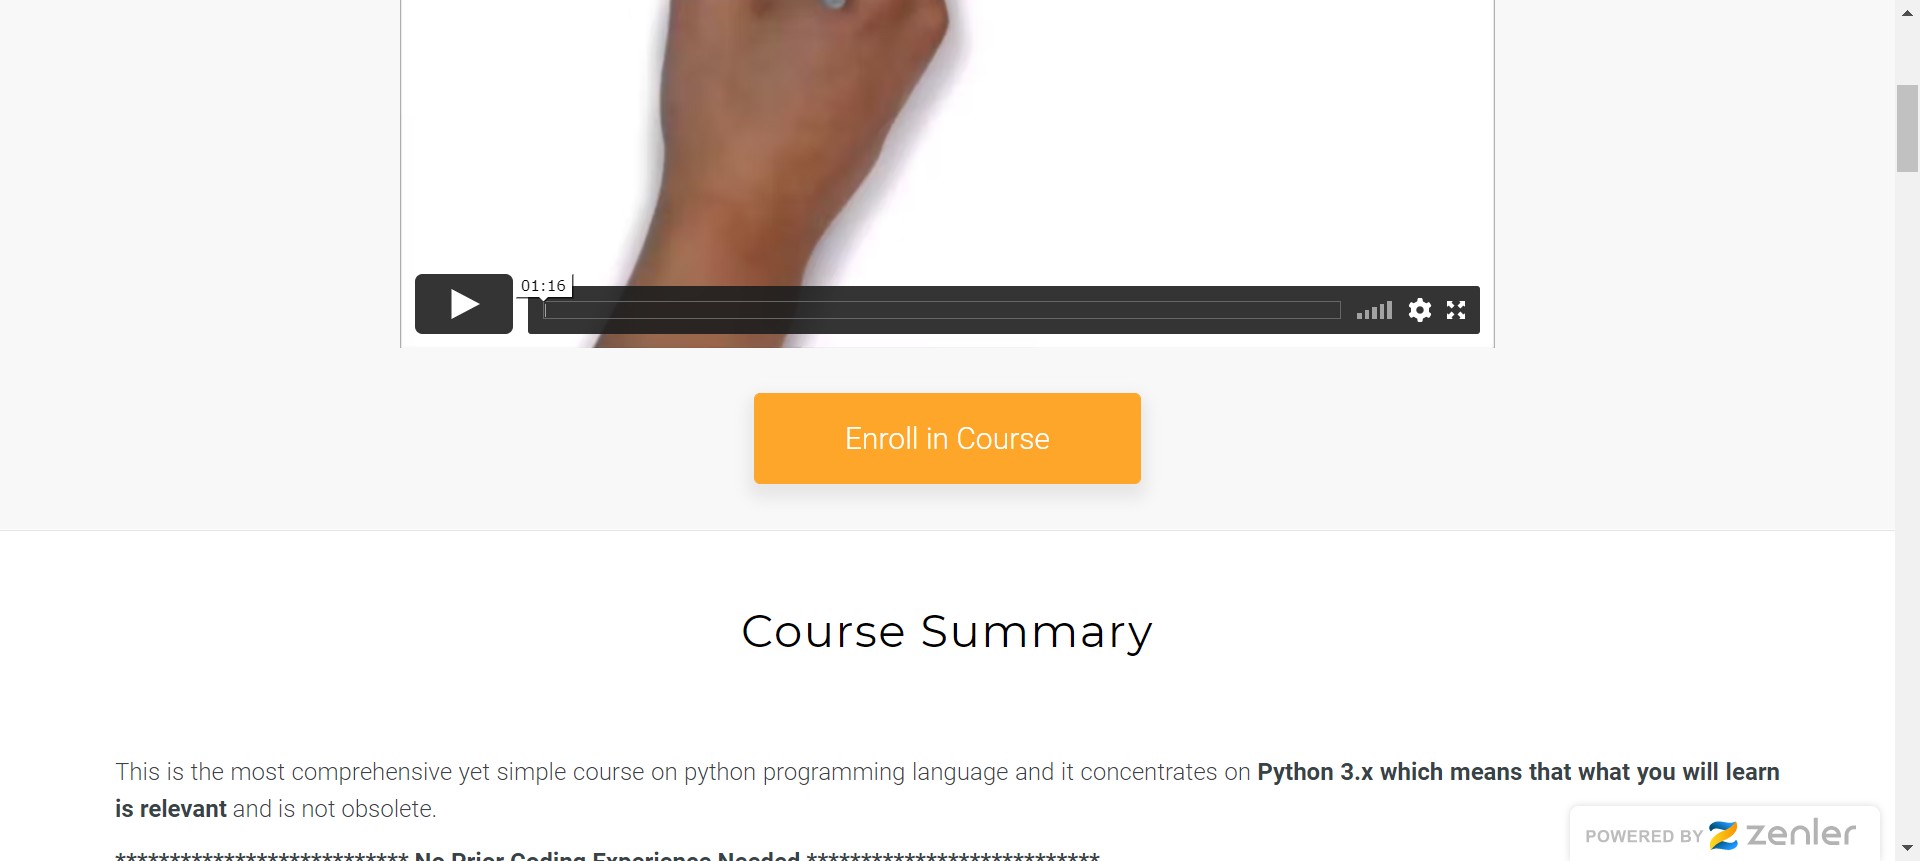 01:16
Enroll in Course
Course Summary
This is the most comprehensive yet simple course on python programming language and it concentrates on Python 3.x which means that what you will learn
is relevant and is not obsolete.
*************************** No Prior Coding Experience Needed ***************************
POWERED BY zenler